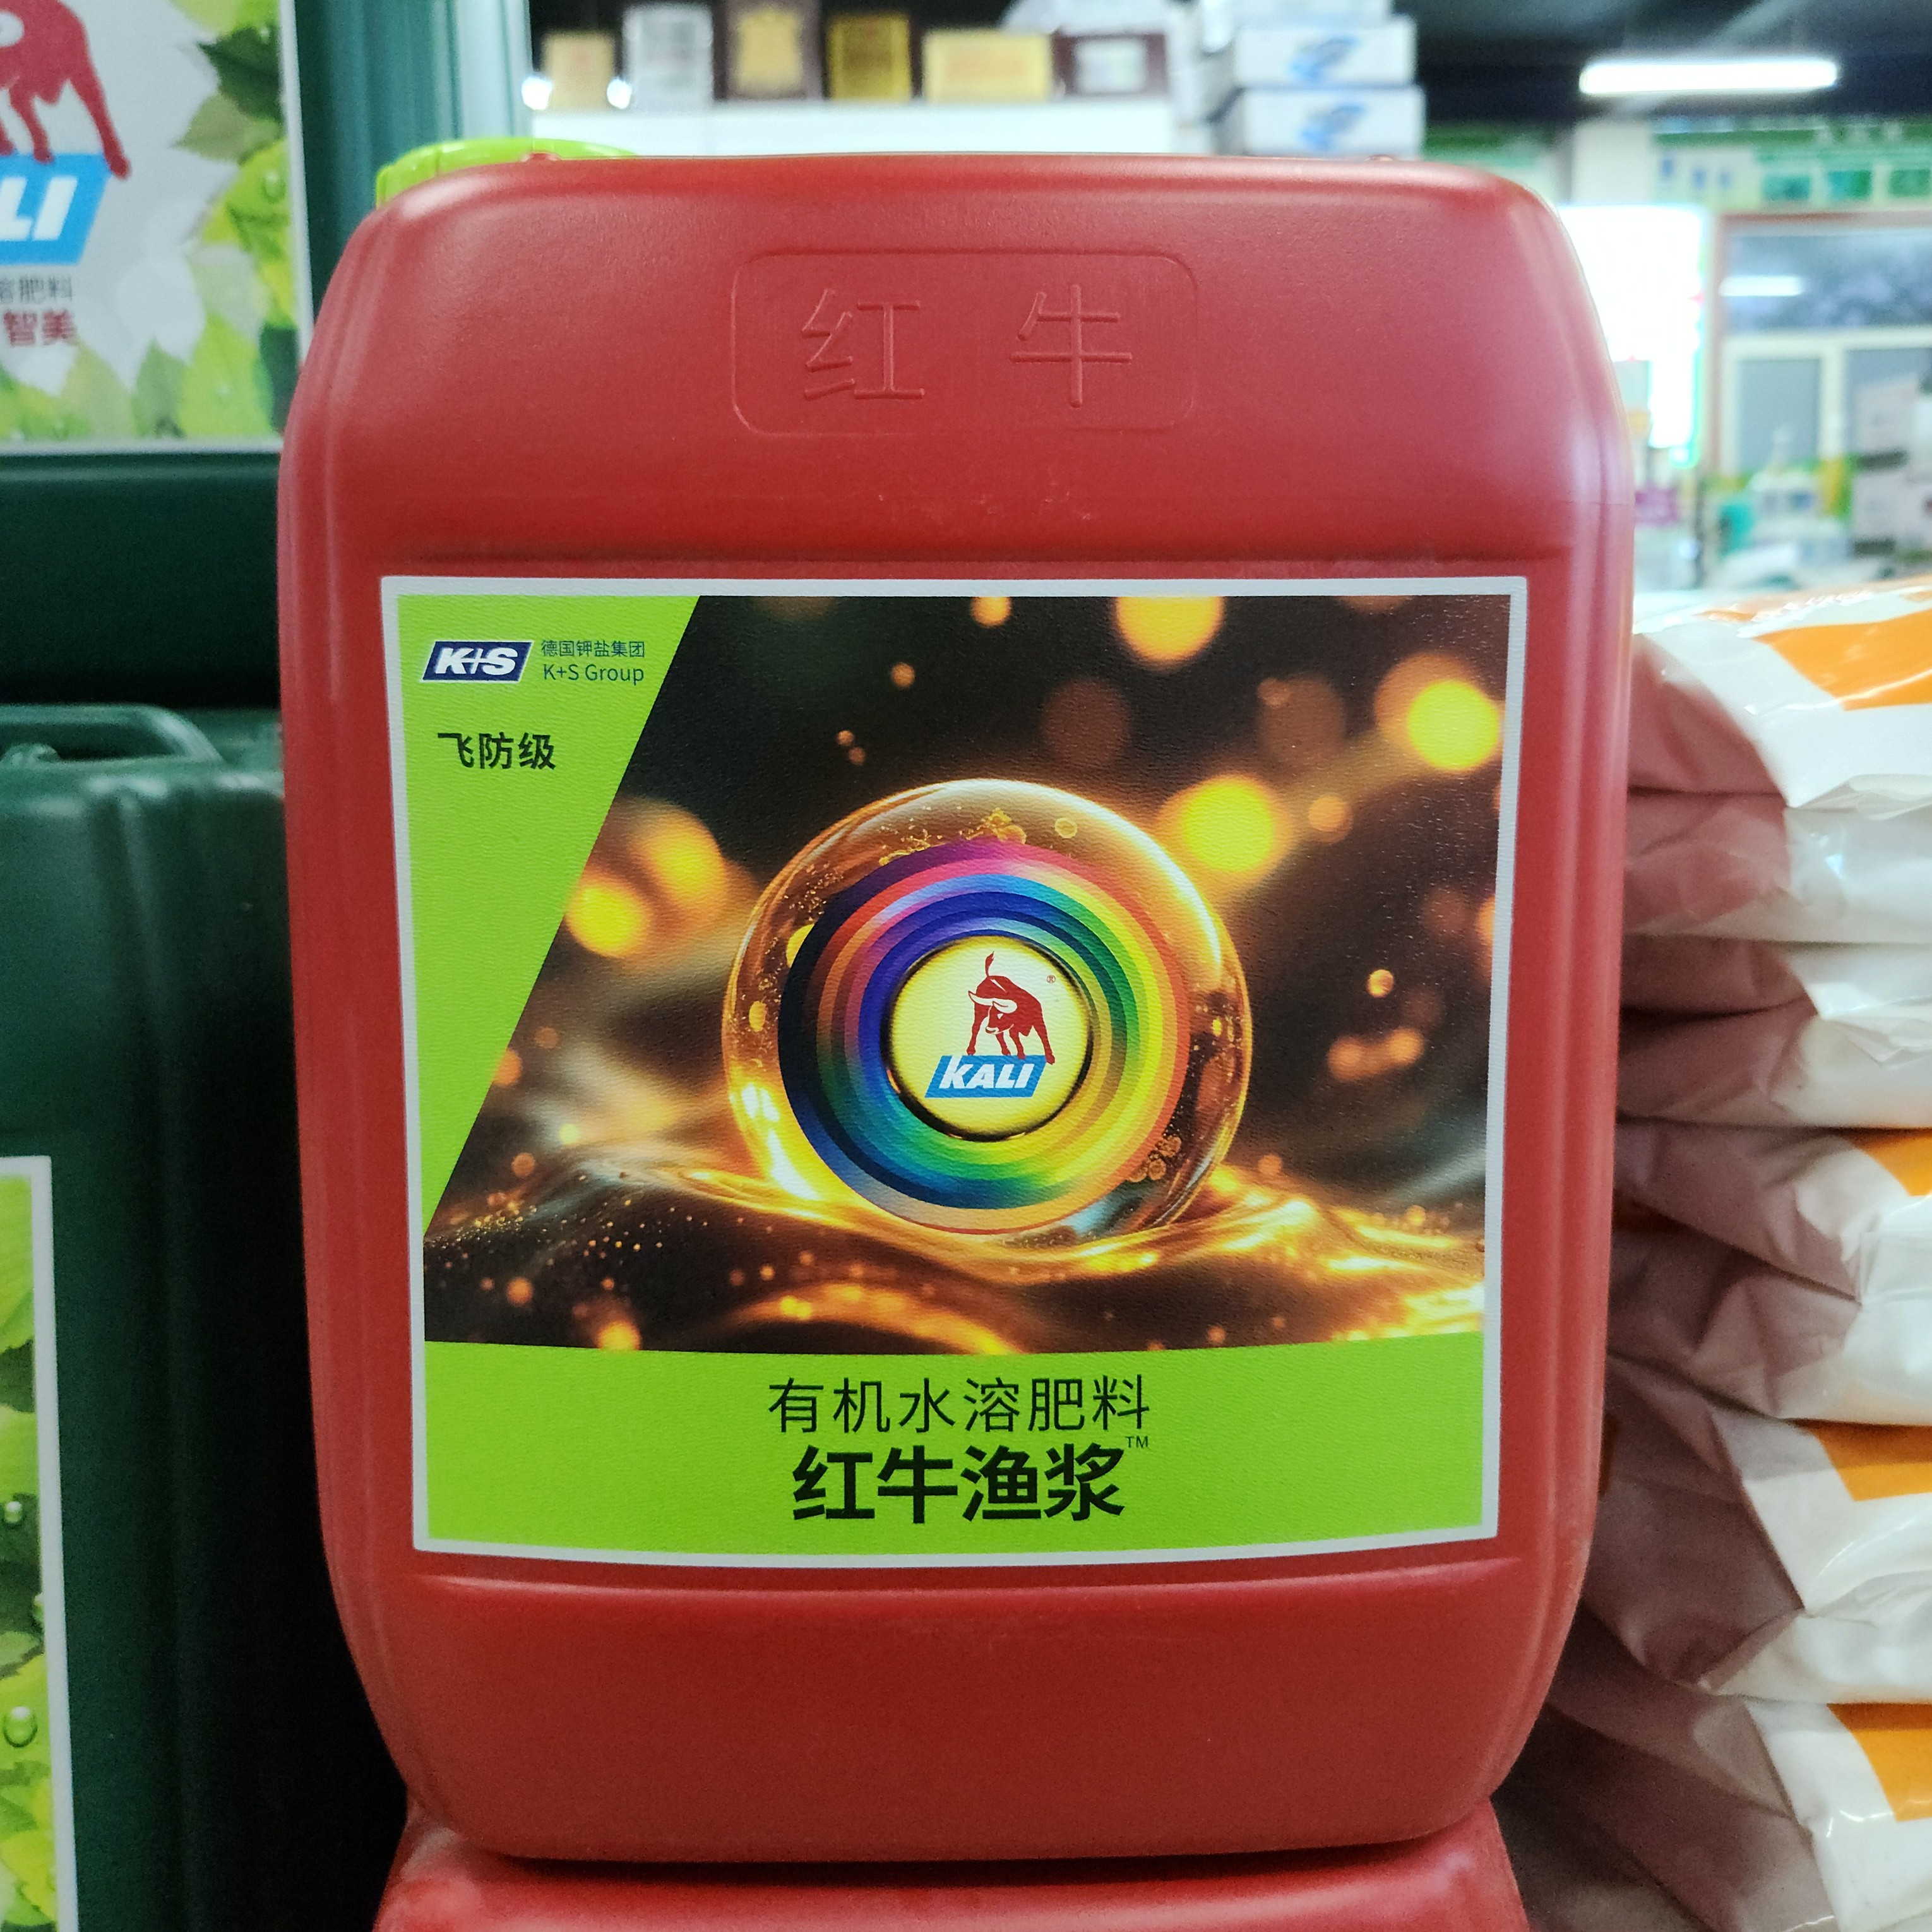 LI
溶肥料
智美
红牛
K+S 德国钾盐集团
K+S Group
飞防级
®
KALI
有机水溶肥料
红牛渔浆™